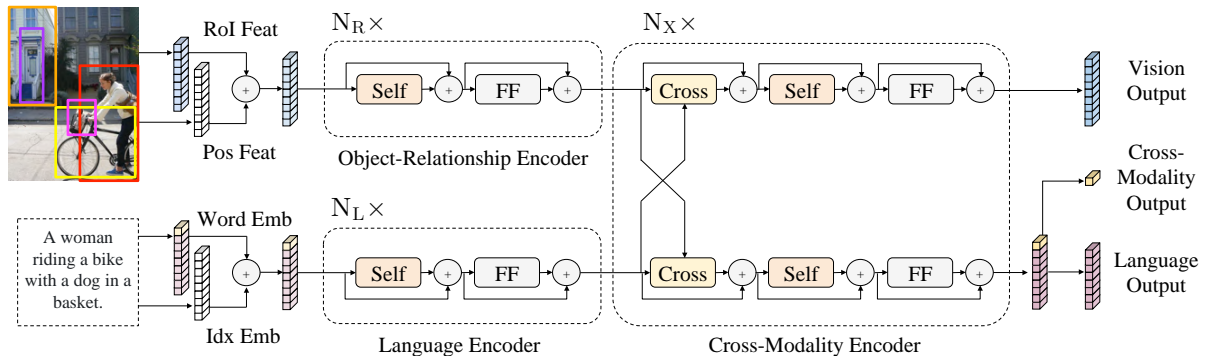 RoI Feat
+
Pos Feat
N_R ×
Self
+
FF
+
Object-Relationship Encoder
N_X ×
Cross
+
Self
+
FF
+
Vision
Output
A woman
riding a bike
with a dog in a
basket.
Word Emb
+
Idx Emb
N_L ×
Self
+
FF
+
Language Encoder
Cross
+
Self
+
FF
+
Cross-Modality Encoder
Cross-
Modality
Output
Language
Output